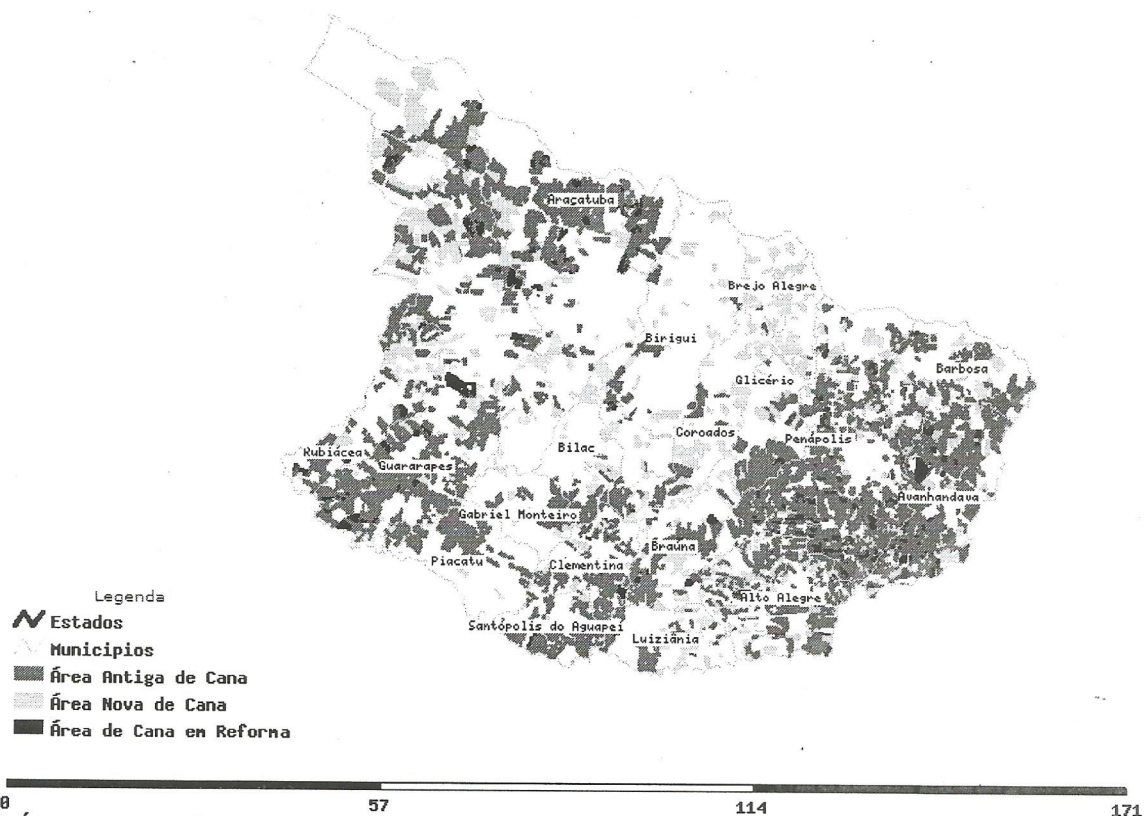 Araçatuba
Brejo Alegre
Birigui
Barbosa
Glicério
Coroados
Penápolis
Bilac
Rubiácea
Guararapes
Avanhandava
Gabriel Monteiro
Braúna
Piacatu
Clementina
Alto Alegre
Santópolis do Aguapeí
Luiziânia
Legenda
Estados
Municipios
Área Antiga de Cana
Área Nova de Cana
Área de Cana em Reforma
0 57 114 171